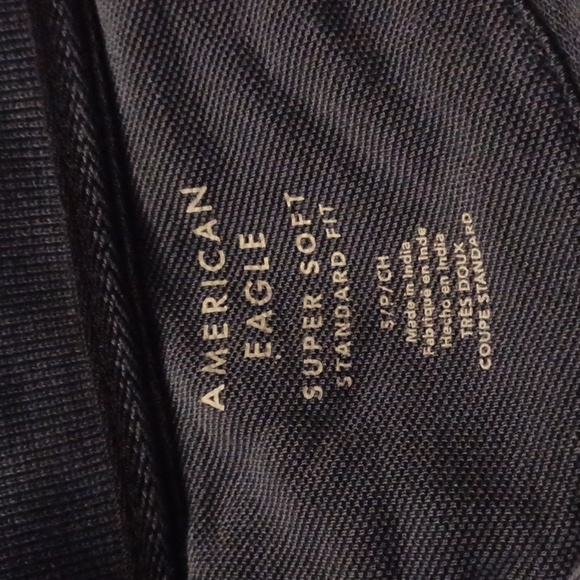 AMERICAN
EAGLE
SUPER SOFT
STANDARD FIT
S/P/CH
Made in India
Fabriqué en Inde
Hecho en India
TRES DOUX
COUPE STANDARD